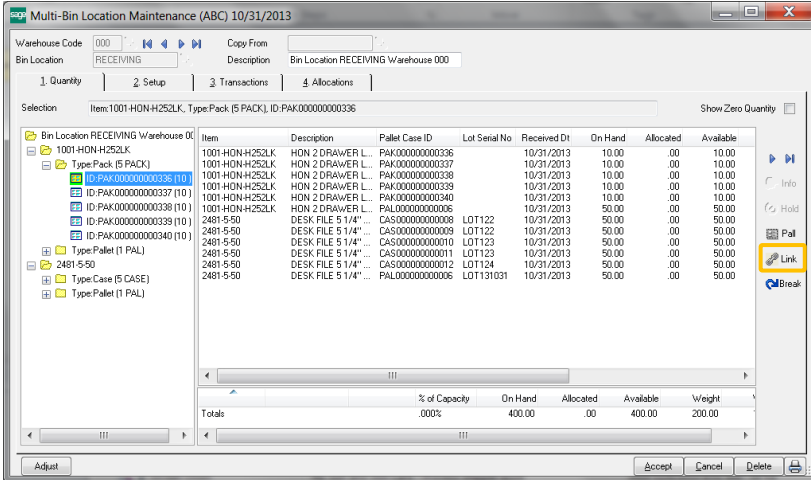 sage Multi-Bin Location Maintenance (ABC) 10/31/2013
Warehouse Code 000 Copy From
Bin Location RECEIVING Description Bin Location RECEIVING Warehouse 000
1. Quantity 2. Setup 3. Transactions 4. Allocations
Selection Item:1001-HON-H252LK, Type:Pack (5 PACK), ID:PAK000000000336 Show Zero Quantity
Bin Location RECEIVING Warehouse 00
1001-HON-H252LK
Type:Pack (5 PACK)
ID:PAK000000000336 (10 )
ID:PAK000000000337 (10 )
ID:PAK000000000338 (10 )
ID:PAK000000000339 (10 )
ID:PAK000000000340 (10 )
Type:Pallet (1 PAL)
2481-5-50
Type:Case (5 CASE)
Type:Pallet (1 PAL)
Item Description Pallet Case ID Lot Serial No Received Dt On Hand Allocated Available
1001-HON-H252LK HON 2 DRAWER L... PAK000000000336 10/31/2013 10.00 .00 10.00
1001-HON-H252LK HON 2 DRAWER L... PAK000000000337 10/31/2013 10.00 .00 10.00
1001-HON-H252LK HON 2 DRAWER L... PAK000000000338 10/31/2013 10.00 .00 10.00
1001-HON-H252LK HON 2 DRAWER L... PAK000000000339 10/31/2013 10.00 .00 10.00
1001-HON-H252LK HON 2 DRAWER L... PAK000000000340 10/31/2013 10.00 .00 10.00
1001-HON-H252LK HON 2 DRAWER L... PAL000000000006 10/31/2013 50.00 .00 50.00
2481-5-50 DESK FILE 5 1/4" ... CAS000000000008 LOT122 10/31/2013 50.00 .00 50.00
2481-5-50 DESK FILE 5 1/4" ... CAS000000000009 LOT122 10/31/2013 50.00 .00 50.00
2481-5-50 DESK FILE 5 1/4" ... CAS000000000010 LOT123 10/31/2013 50.00 .00 50.00
2481-5-50 DESK FILE 5 1/4" ... CAS000000000011 LOT123 10/31/2013 50.00 .00 50.00
2481-5-50 DESK FILE 5 1/4" ... CAS000000000012 LOT124 10/31/2013 50.00 .00 50.00
2481-5-50 DESK FILE 5 1/4" ... PAL000000000006 LOT131031 10/31/2013 50.00 .00 50.00
Info
Hold
Pall
Link
Break
% of Capacity On Hand Allocated Available Weight
Totals .000% 400.00 .00 400.00 200.00
Adjust Accept Cancel Delete